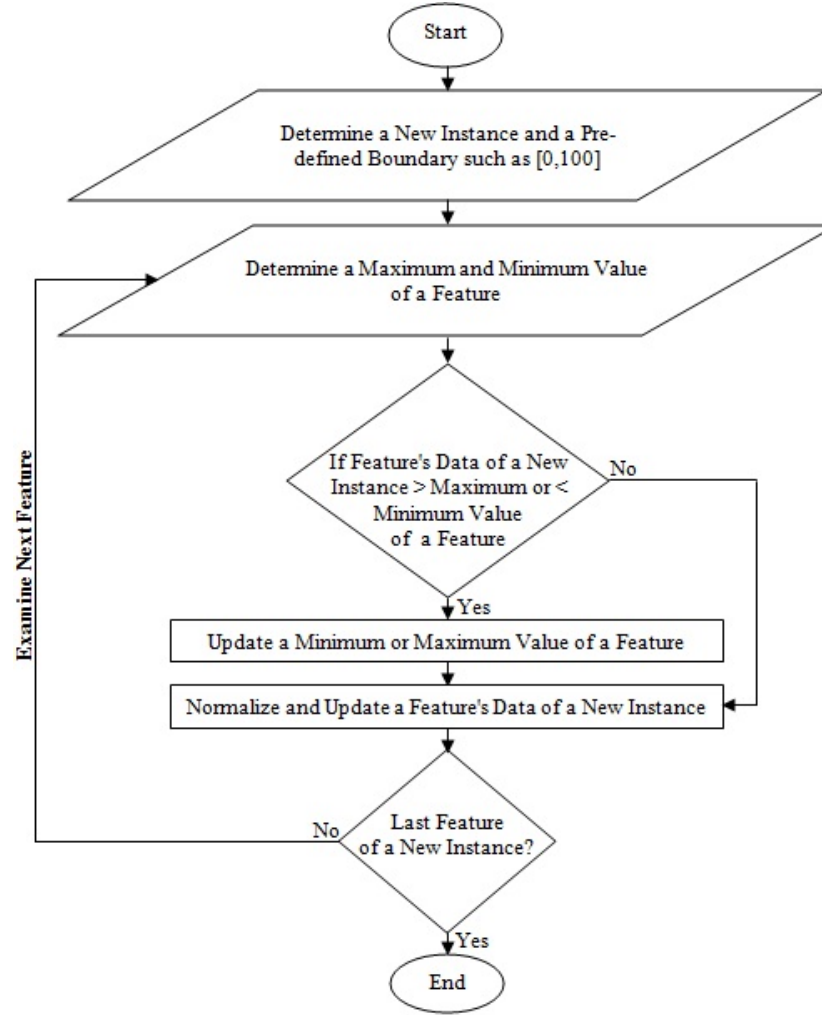 Start
Determine a New Instance and a Pre-
defined Boundary such as [0,100]
Determine a Maximum and Minimum Value
of a Feature
If Feature's Data of a New
Instance > Maximum or <
Minimum Value
of a Feature
No
Yes
Update a Minimum or Maximum Value of a Feature
Normalize and Update a Feature's Data of a New Instance
Examine Next Feature
Last Feature
of a New Instance?
No
Yes
End